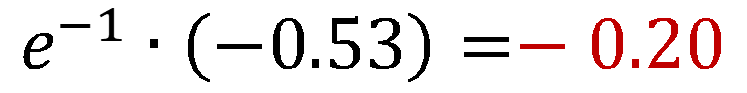 e⁻¹ · (−0.53) =− 0.20